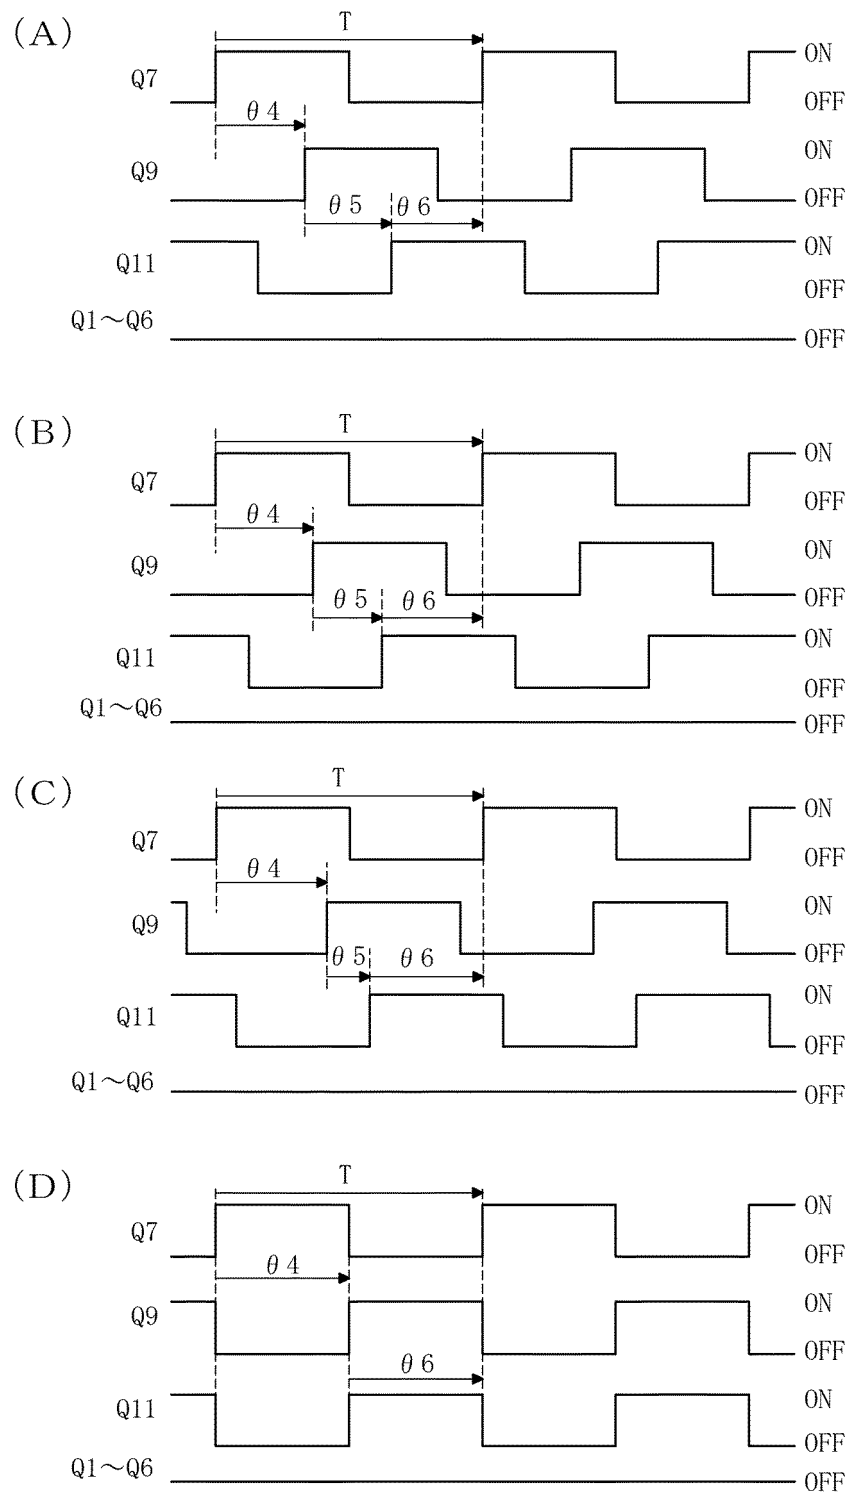 (A)
T
ON
Q7
OFF
θ4
ON
Q9
OFF
θ5 θ6
ON
Q11
OFF
Q1～Q6
OFF
(B)
T
ON
Q7
OFF
θ4
ON
Q9
OFF
θ5 θ6
ON
Q11
OFF
Q1～Q6
OFF
(C)
T
ON
Q7
OFF
θ4
ON
Q9
OFF
θ5 θ6
ON
Q11
OFF
Q1～Q6
OFF
(D)
T
ON
Q7
OFF
θ4
ON
Q9
OFF
θ6
ON
Q11
OFF
Q1～Q6
OFF